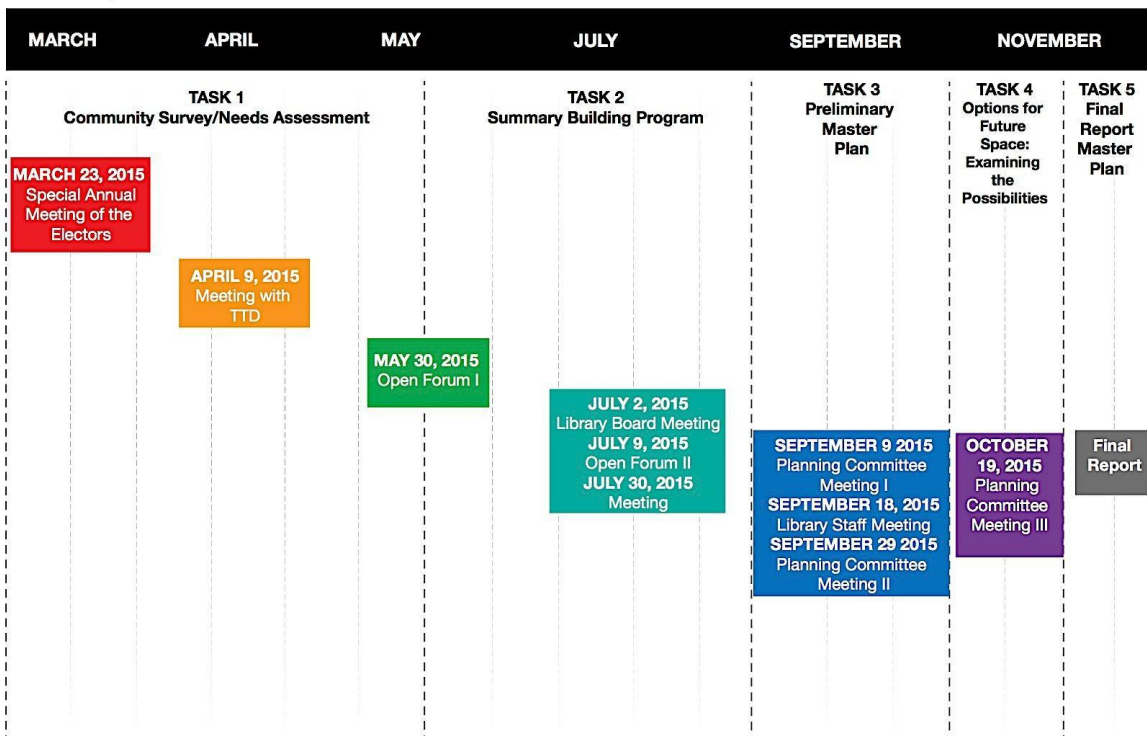 MARCH APRIL MAY JULY SEPTEMBER NOVEMBER
TASK 1
Community Survey/Needs Assessment
TASK 2
Summary Building Program
TASK 3
Preliminary
Master
Plan
TASK 4
Options for
Future
Space:
Examining
the
Possibilities
TASK 5
Final
Report
Master
Plan
MARCH 23, 2015
Special Annual
Meeting of the
Electors
APRIL 9, 2015
Meeting with
TTD
MAY 30, 2015
Open Forum I
JULY 2, 2015
Library Board Meeting
JULY 9, 2015
Open Forum II
JULY 30, 2015
Meeting
SEPTEMBER 9 2015
Planning Committee
Meeting I
SEPTEMBER 18, 2015
Library Staff Meeting
SEPTEMBER 29 2015
Planning Committee
Meeting II
OCTOBER
19, 2015
Planning
Committee
Meeting III
Final
Report